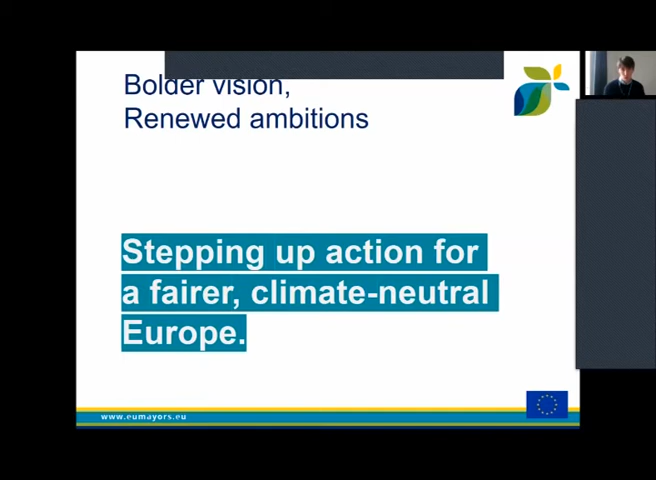 Bolder vision,
Renewed ambitions
Stepping up action for
a fairer, climate-neutral
Europe.
www.eumayors.eu